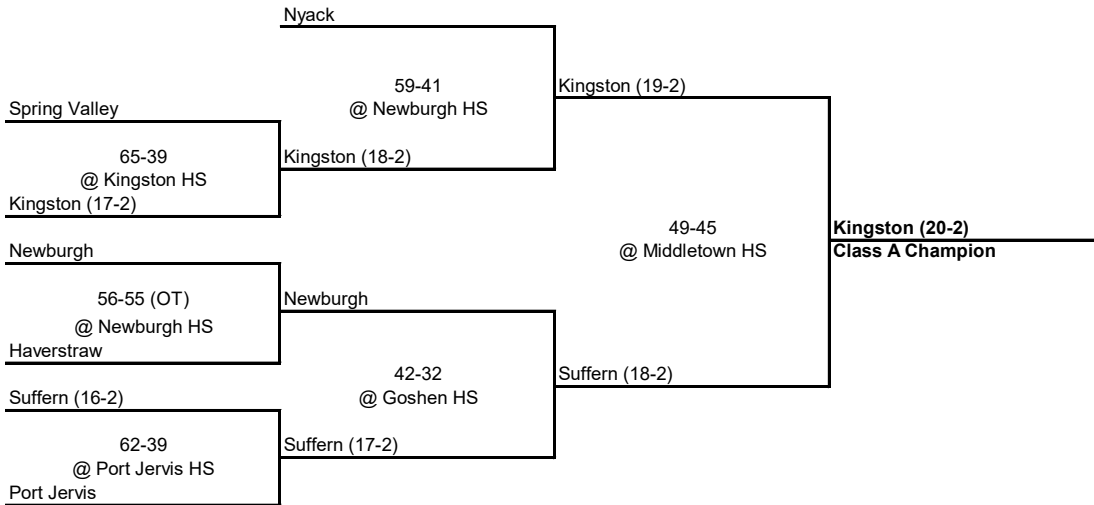 Nyack
59-41
@ Newburgh HS
Kingston (19-2)
Spring Valley
65-39
@ Kingston HS
Kingston (18-2)
Kingston (17-2)
49-45
@ Middletown HS
Kingston (20-2)
Class A Champion
Newburgh
56-55 (OT)
@ Newburgh HS
Newburgh
Haverstraw
42-32
@ Goshen HS
Suffern (18-2)
Suffern (16-2)
62-39
@ Port Jervis HS
Suffern (17-2)
Port Jervis